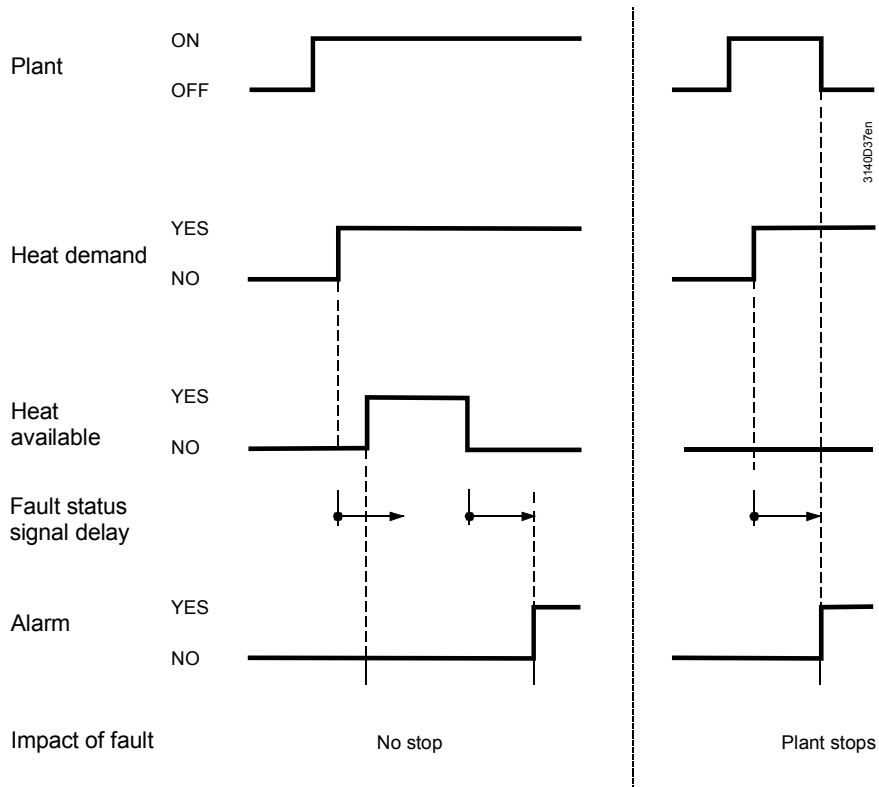 Plant
ON
OFF
3140D37en
Heat demand
YES
NO
Heat
available
YES
NO
Fault status
signal delay
Alarm
YES
NO
Impact of fault
No stop
Plant stops